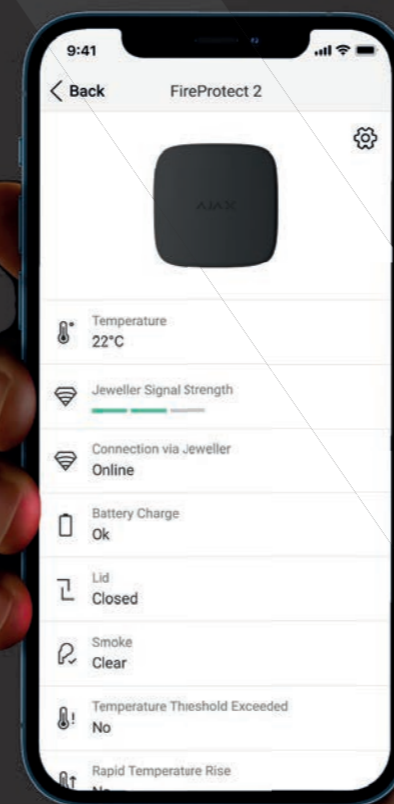 9:41
Back
FireProtect 2
AJAX
Temperature
22°C
Jeweller Signal Strength
Connection via Jeweller
Online
Battery Charge
Ok
Lid
Closed
Smoke
Clear
Temperature Threshold Exceeded
No
Rapid Temperature Rise
No